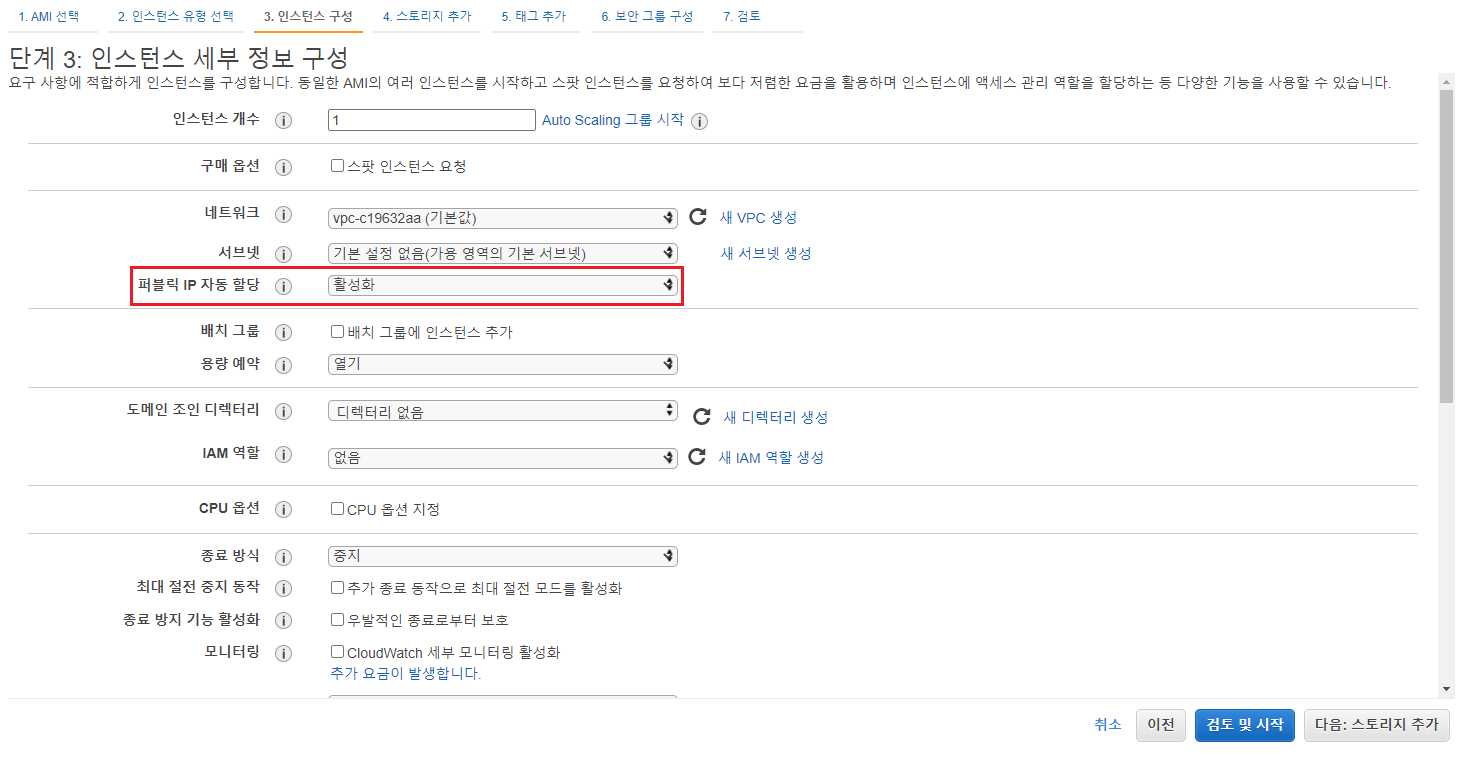 1. AMI 선택 2. 인스턴스 유형 선택 3. 인스턴스 구성 4. 스토리지 추가 5. 태그 추가 6. 보안 그룹 구성 7. 검토
단계 3: 인스턴스 세부 정보 구성
요구 사항에 적합하게 인스턴스를 구성합니다. 동일한 AMI의 여러 인스턴스를 시작하고 스팟 인스턴스를 요청하여 보다 저렴한 요금을 활용하며 인스턴스에 액세스 관리 역할을 할당하는 등 다양한 기능을 사용할 수 있습니다.
인스턴스 개수 i 1 Auto Scaling 그룹 시작 i
구매 옵션 i 스팟 인스턴스 요청
네트워크 i vpc-c19632aa (기본값) 새 VPC 생성
서브넷 i 기본 설정 없음(가용 영역의 기본 서브넷) 새 서브넷 생성
퍼블릭 IP 자동 할당 i 활성화
배치 그룹 i 배치 그룹에 인스턴스 추가
용량 예약 i 열기
도메인 조인 디렉터리 i 디렉터리 없음 새 디렉터리 생성
IAM 역할 i 없음 새 IAM 역할 생성
CPU 옵션 i CPU 옵션 지정
종료 방식 i 중지
최대 절전 중지 동작 i 추가 종료 동작으로 최대 절전 모드를 활성화
종료 방지 기능 활성화 i 우발적인 종료로부터 보호
모니터링 i CloudWatch 세부 모니터링 활성화
추가 요금이 발생합니다.
취소 이전 검토 및 시작 다음: 스토리지 추가